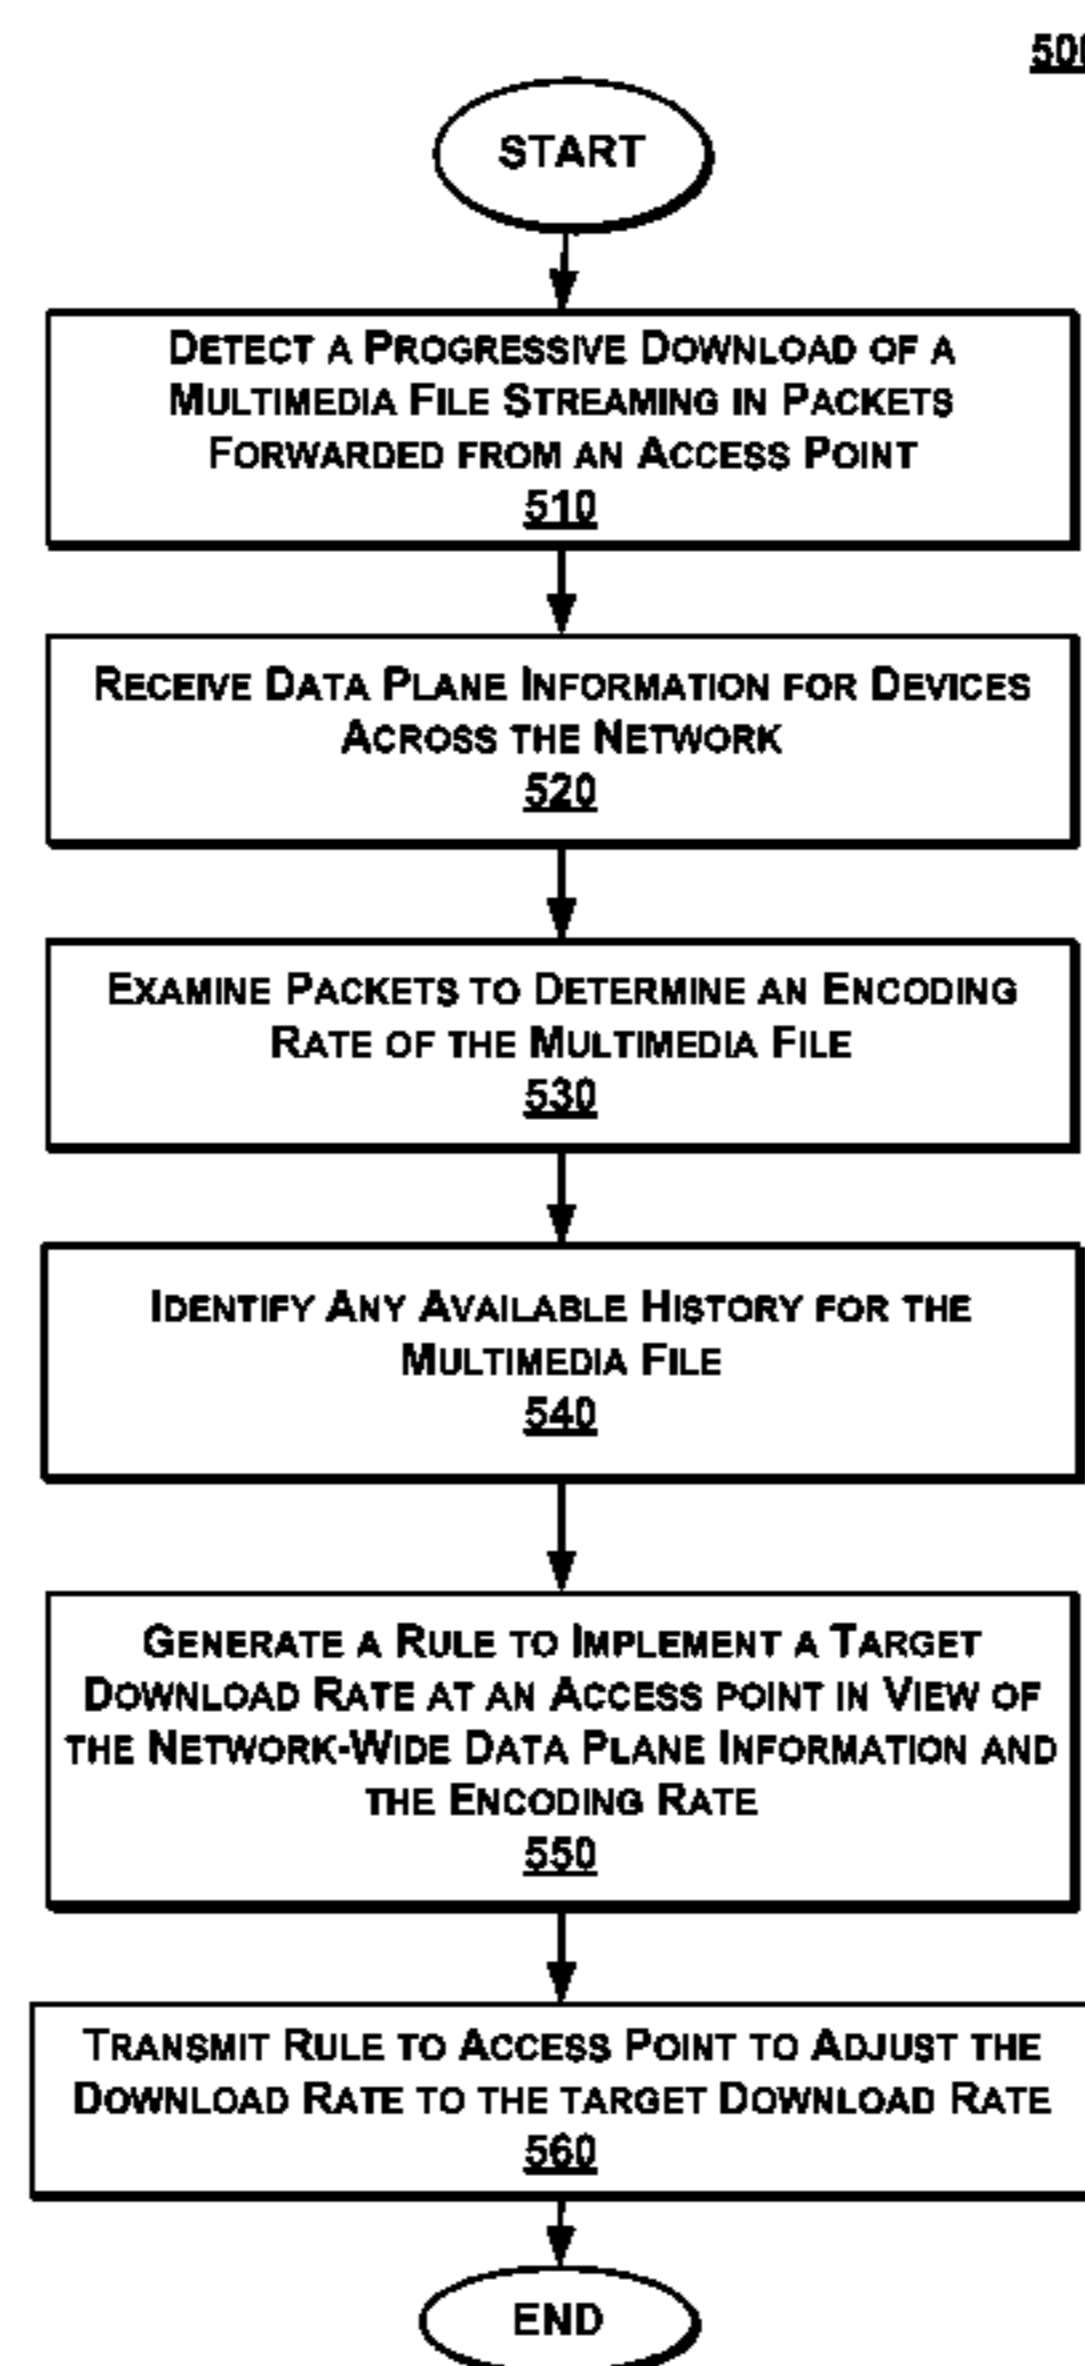 500
START
DETECT A PROGRESSIVE DOWNLOAD OF A
MULTIMEDIA FILE STREAMING IN PACKETS
FORWARDED FROM AN ACCESS POINT
510
RECEIVE DATA PLANE INFORMATION FOR DEVICES
ACROSS THE NETWORK
520
EXAMINE PACKETS TO DETERMINE AN ENCODING
RATE OF THE MULTIMEDIA FILE
530
IDENTIFY ANY AVAILABLE HISTORY FOR THE
MULTIMEDIA FILE
540
GENERATE A RULE TO IMPLEMENT A TARGET
DOWNLOAD RATE AT AN ACCESS POINT IN VIEW OF
THE NETWORK-WIDE DATA PLANE INFORMATION AND
THE ENCODING RATE
550
TRANSMIT RULE TO ACCESS POINT TO ADJUST THE
DOWNLOAD RATE TO THE TARGET DOWNLOAD RATE
560
END